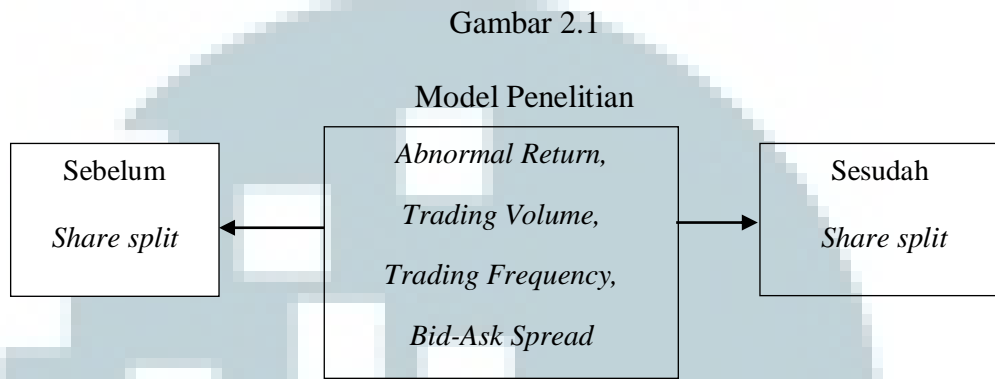 Gambar 2.1
Model Penelitian
Sebelum
Share split
Abnormal Return,
Trading Volume,
Trading Frequency,
Bid-Ask Spread
Sesudah
Share split